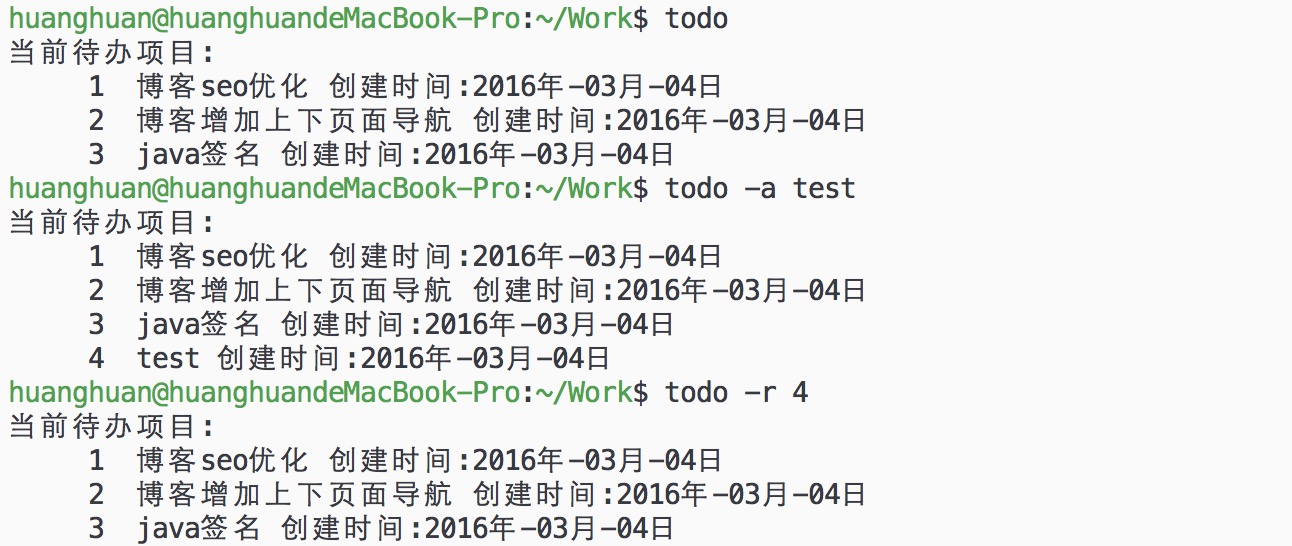 huanghuan@huanghuandeMacBook-Pro:~/Work$ todo
当前待办项目:
1 博客seo优化 创建时间:2016年-03月-04日
2 博客增加上下页面导航 创建时间:2016年-03月-04日
3 java签名 创建时间:2016年-03月-04日
huanghuan@huanghuandeMacBook-Pro:~/Work$ todo -a test
当前待办项目:
1 博客seo优化 创建时间:2016年-03月-04日
2 博客增加上下页面导航 创建时间:2016年-03月-04日
3 java签名 创建时间:2016年-03月-04日
4 test 创建时间:2016年-03月-04日
huanghuan@huanghuandeMacBook-Pro:~/Work$ todo -r 4
当前待办项目:
1 博客seo优化 创建时间:2016年-03月-04日
2 博客增加上下页面导航 创建时间:2016年-03月-04日
3 java签名 创建时间:2016年-03月-04日